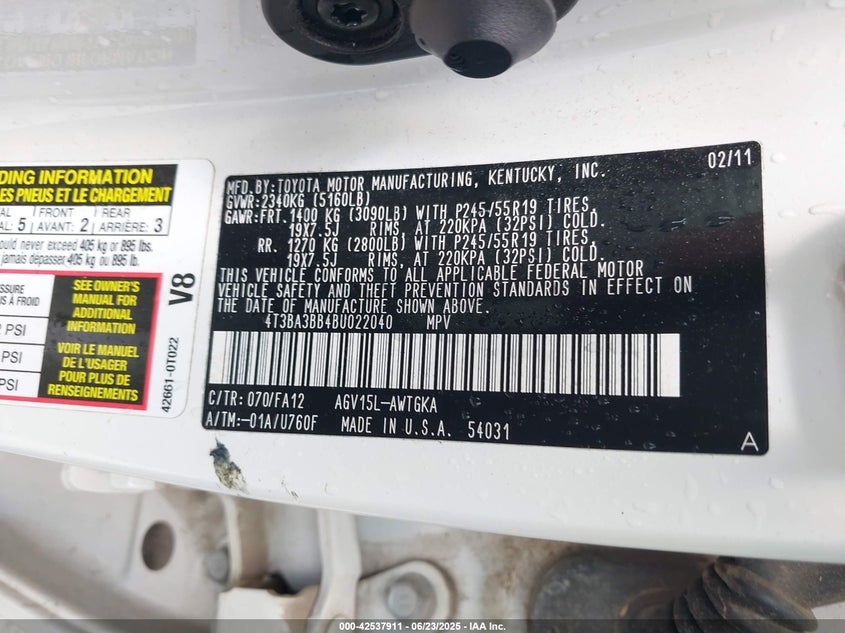 DING INFORMATION
LES PNEUS ET LE CHARGEMENT
FRONT
REAR
AL: 5
AVANT: 2
ARRIÈRE: 3
ould never exceed 405 kg or 895 lbs.
jamais dépasser 405 kg ou 895 lb.
SEE OWNER'S
MANUAL FOR
ADDITIONAL
INFORMATION
VOIR LE MANUEL
DE L'USAGER
POUR PLUS DE
RENSEIGNEMENTS
PSI
PSI
PSI
V8
42661-0T022
02/11
MFD.BY:TOYOTA MOTOR MANUFACTURING, KENTUCKY, INC.
GVWR:2340KG (5160LB)
GAWR:FRT.1400 KG (3090LB) WITH P245/55R19 TIRES,
19X7.5J RIMS, AT 220KPA (32PSI) COLD.
RR. 1270 KG (2800LB) WITH P245/55R19 TIRES,
19X7.5J RIMS, AT 220KPA (32PSI) COLD.
THIS VEHICLE CONFORMS TO ALL APPLICABLE FEDERAL MOTOR
VEHICLE SAFETY AND THEFT PREVENTION STANDARDS IN EFFECT ON
THE DATE OF MANUFACTURE SHOWN ABOVE.
4T3BA3BB4BU022040 MPV
C/TR: 070/FA12 AGV15L-AWTGKA
A/TM:-01A/U760F MADE IN U.S.A. 54031
A
000-42537911 - 06/23/2025 - IAA Inc.